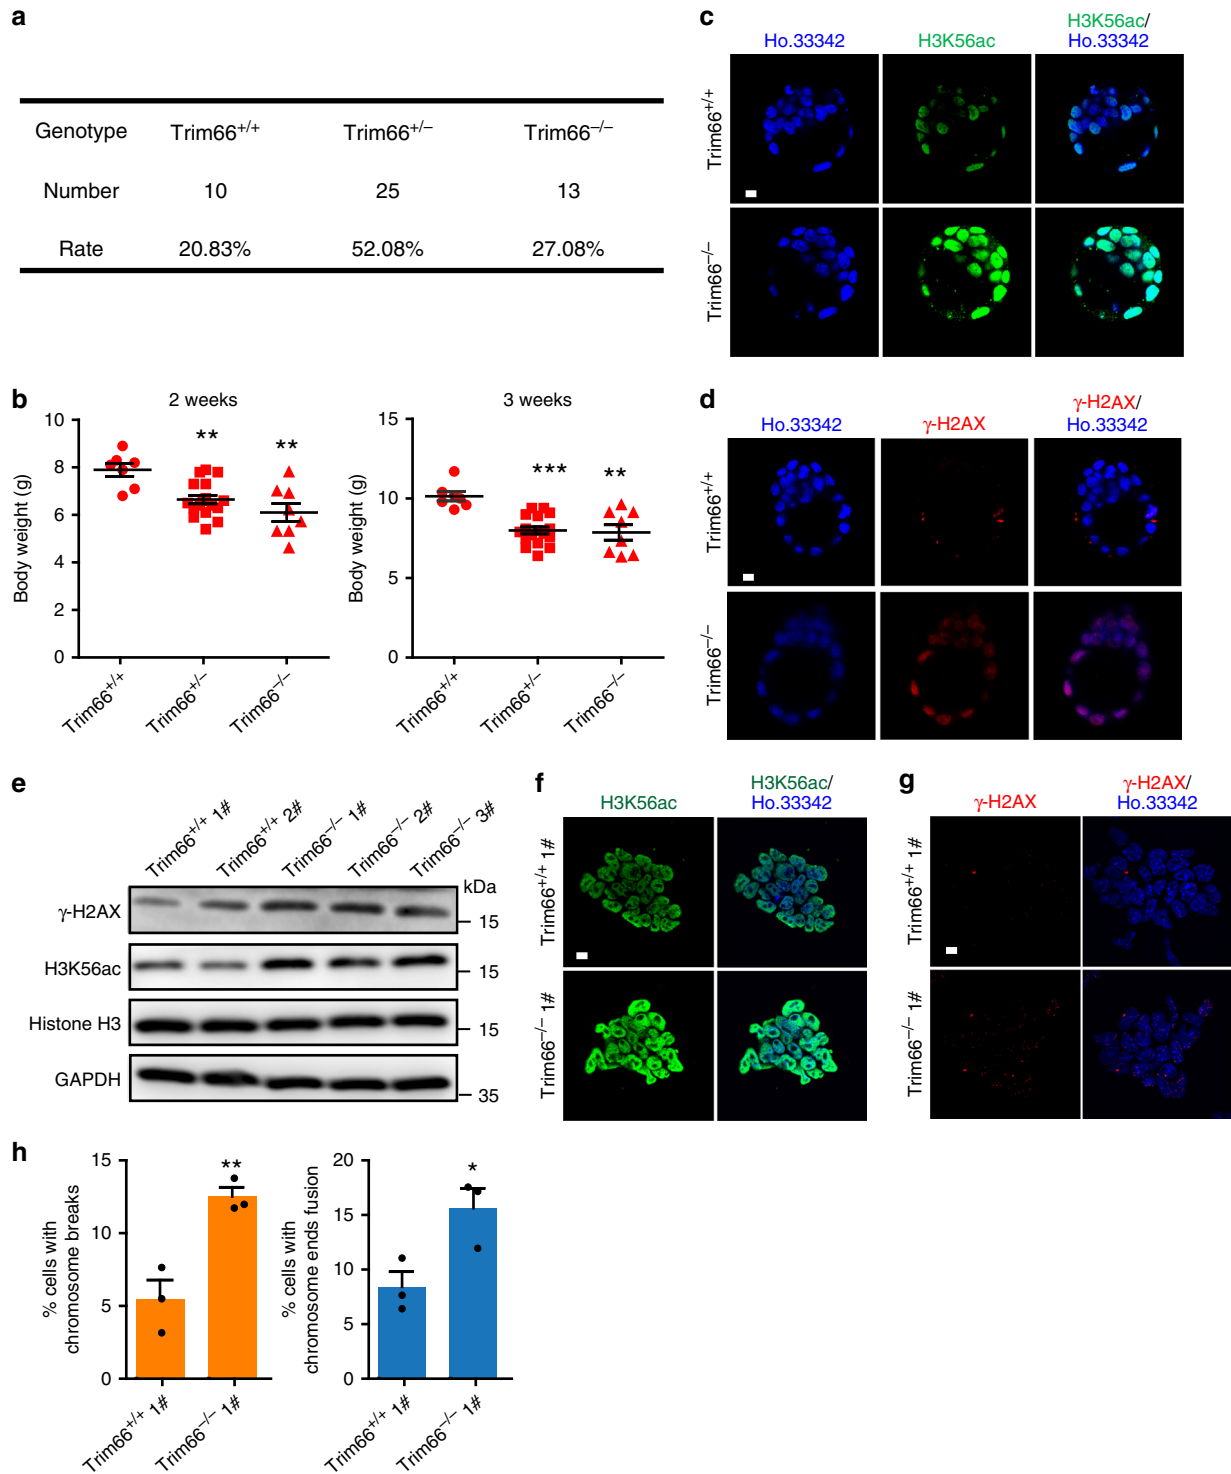 a
Genotype Trim66+/+ Trim66+/− Trim66−/−
Number 10 25 13
Rate 20.83% 52.08% 27.08%
b
2 weeks
Body weight (g)
10
8
6
4
2
0
**
**
Trim66+/+
Trim66+/−
Trim66−/−
3 weeks
Body weight (g)
15
10
5
0
***
**
Trim66+/+
Trim66+/−
Trim66−/−
c
Ho.33342
H3K56ac
H3K56ac/
Ho.33342
Trim66+/+
Trim66−/−
d
Ho.33342
γ-H2AX
γ-H2AX/
Ho.33342
Trim66+/+
Trim66−/−
e
Trim66+/+ 1#
Trim66+/+ 2#
Trim66−/− 1#
Trim66−/− 2#
Trim66−/− 3#
kDa
γ-H2AX
15
H3K56ac
15
Histone H3
15
GAPDH
35
f
H3K56ac
H3K56ac/
Ho.33342
Trim66+/+ 1#
Trim66−/− 1#
g
γ-H2AX
γ-H2AX/
Ho.33342
Trim66+/+ 1#
Trim66−/− 1#
h
% cells with
chromosome breaks
15
10
5
0
**
Trim66+/+ 1#
Trim66−/− 1#
% cells with
chromosome ends fusion
20
15
10
5
0
*
Trim66+/+ 1#
Trim66−/− 1#